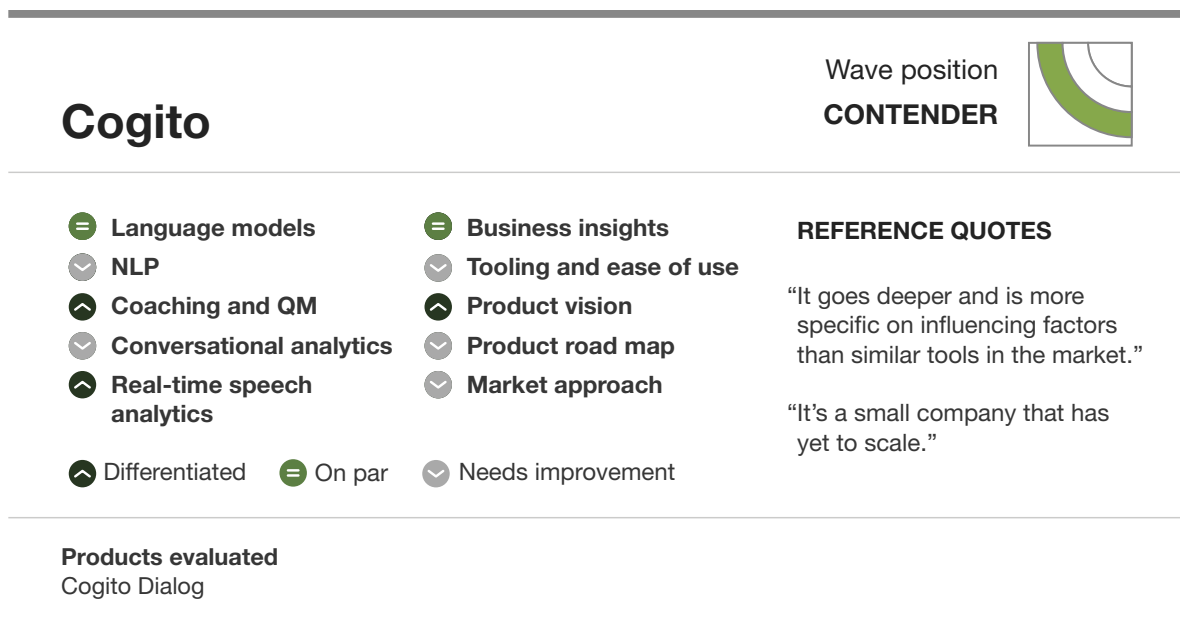 Wave position
CONTENDER
Cogito
Language models
NLP
Coaching and QM
Conversational analytics
Real-time speech
analytics
Business insights
Tooling and ease of use
Product vision
Product road map
Market approach
Differentiated
On par
Needs improvement
REFERENCE QUOTES
“It goes deeper and is more
specific on influencing factors
than similar tools in the market.”
“It’s a small company that has
yet to scale.”
Products evaluated
Cogito Dialog